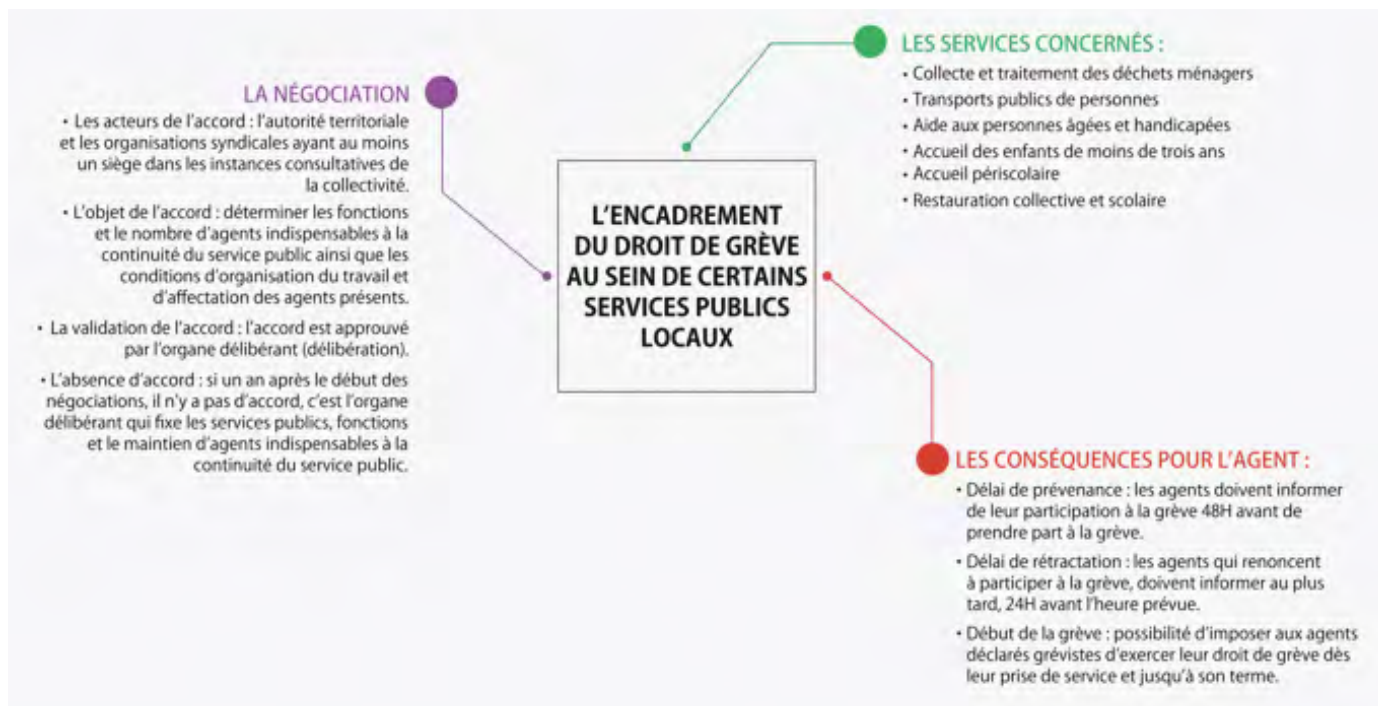 LA NÉGOCIATION
• Les acteurs de l'accord : l'autorité territoriale
et les organisations syndicales ayant au moins
un siège dans les instances consultatives de
la collectivité.
• L'objet de l'accord : déterminer les fonctions
et le nombre d'agents indispensables à la
continuité du service public ainsi que les
conditions d'organisation du travail et
d'affectation des agents présents.
• La validation de l'accord : l'accord est approuvé
par l'organe délibérant (délibération).
• L'absence d'accord : si un an après le début des
négociations, il n'y a pas d'accord, c'est l'organe
délibérant qui fixe les services publics, fonctions
et le maintien d'agents indispensables à la
continuité du service public.
L'ENCADREMENT
DU DROIT DE GRÈVE
AU SEIN DE CERTAINS
SERVICES PUBLICS
LOCAUX
LES SERVICES CONCERNÉS :
• Collecte et traitement des déchets ménagers
• Transports publics de personnes
• Aide aux personnes âgées et handicapées
• Accueil des enfants de moins de trois ans
• Accueil périscolaire
• Restauration collective et scolaire
LES CONSÉQUENCES POUR L'AGENT :
• Délai de prévenance : les agents doivent informer
de leur participation à la grève 48H avant de
prendre part à la grève.
• Délai de rétractation : les agents qui renoncent
à participer à la grève, doivent informer au plus
tard, 24H avant l'heure prévue.
• Début de la grève : possibilité d'imposer aux agents
déclarés grévistes d'exercer leur droit de grève dès
leur prise de service et jusqu'à son terme.